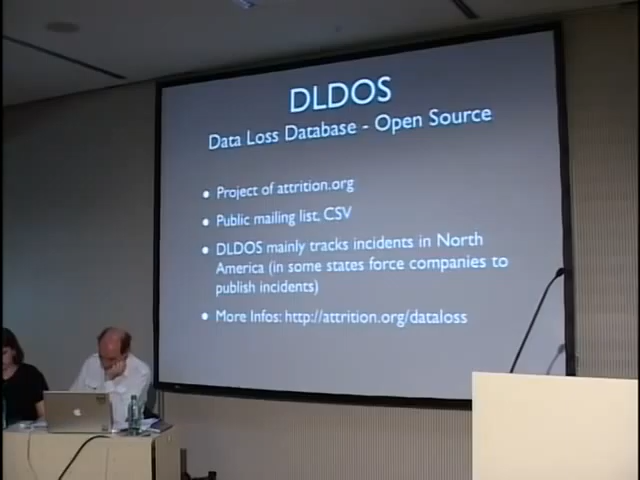 DLDOS
Data Loss Database - Open Source
• Project of attrition.org
• Public mailing list, CSV
• DLDOS mainly tracks incidents in North
America (in some states force companies to
publish incidents)
• More Infos: http://attrition.org/dataloss